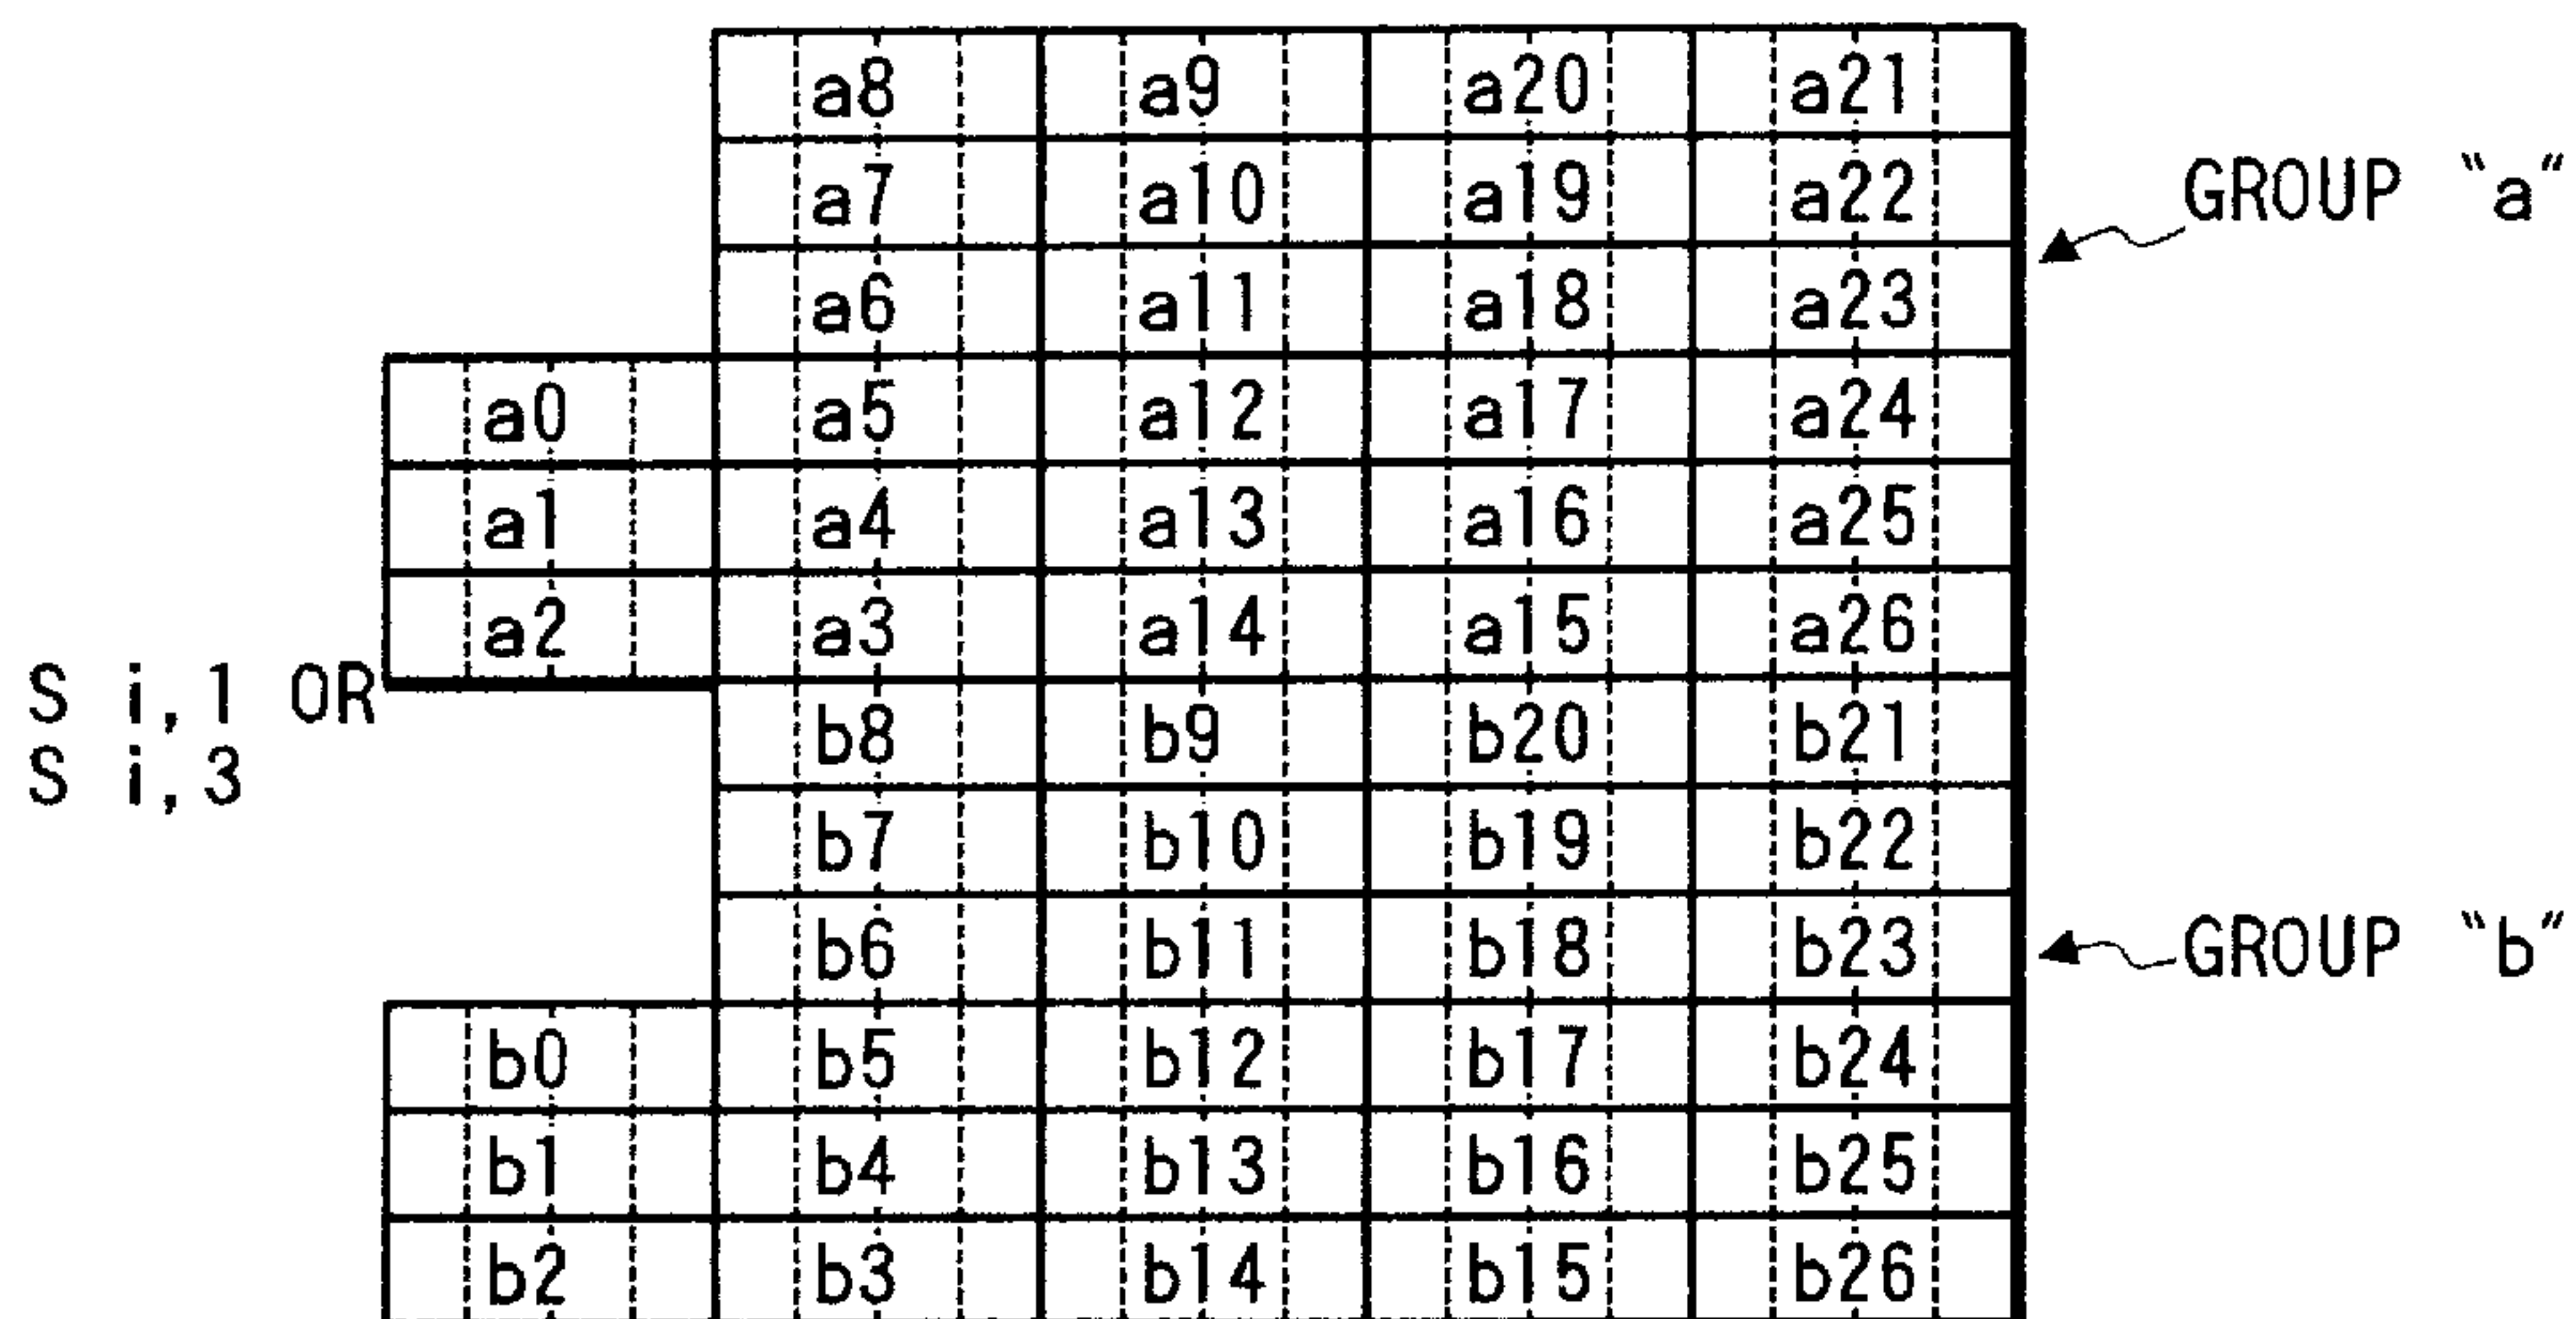 a8 a9 a20 a21
a7 a10 a19 a22
GROUP "a"
a6 a11 a18 a23
a0 a5 a12 a17 a24
a1 a4 a13 a16 a25
a2 a3 a14 a15 a26
S i,1 OR
S i,3
b8 b9 b20 b21
b7 b10 b19 b22
b6 b11 b18 b23
GROUP "b"
b0 b5 b12 b17 b24
b1 b4 b13 b16 b25
b2 b3 b14 b15 b26